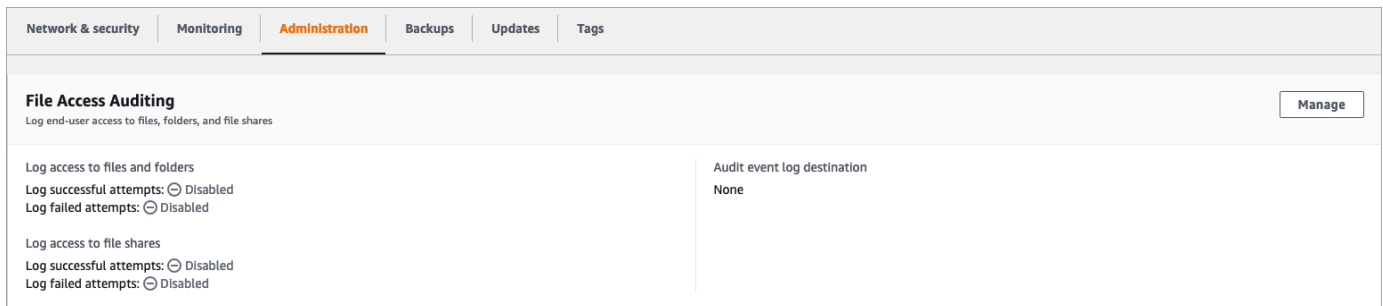 Network & security
Monitoring
Administration
Backups
Updates
Tags
File Access Auditing
Manage
Log end-user access to files, folders, and file shares
Log access to files and folders
Log successful attempts: Disabled
Log failed attempts: Disabled
Log access to file shares
Log successful attempts: Disabled
Log failed attempts: Disabled
Audit event log destination
None